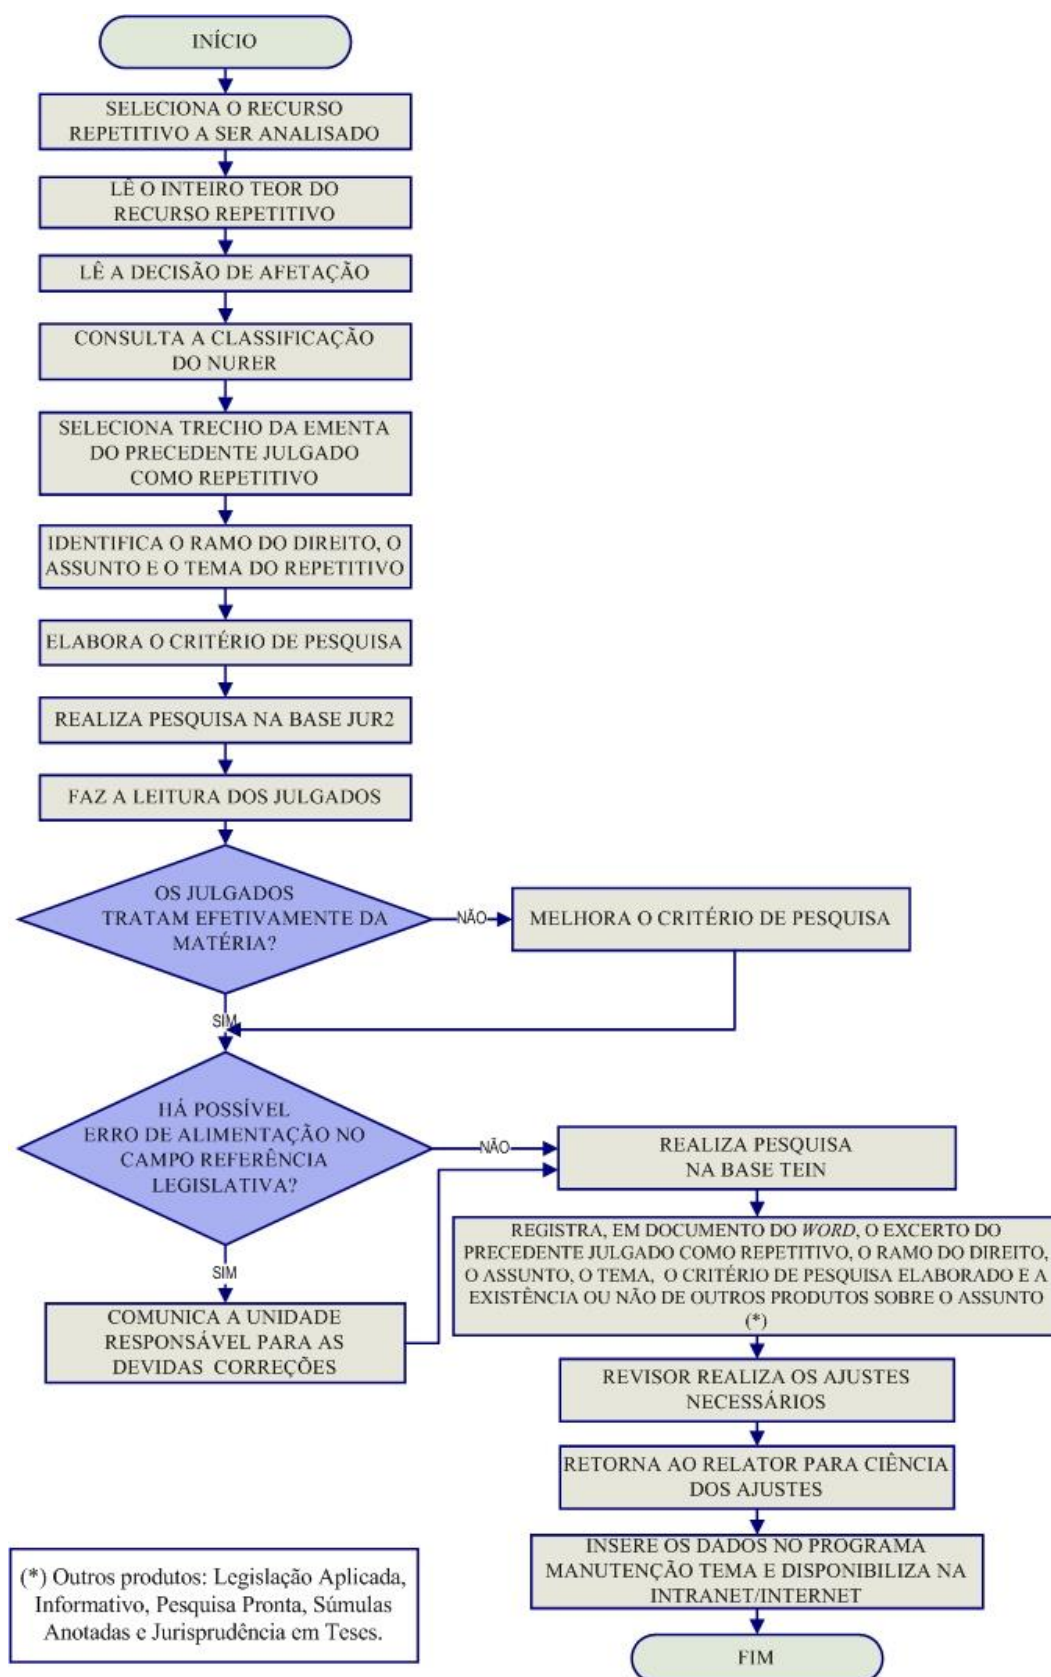 INÍCIO
SELECIONA O RECURSO
REPETITIVO A SER ANALISADO
LÊ O INTEIRO TEOR DO
RECURSO REPETITIVO
LÊ A DECISÃO DE AFETAÇÃO
CONSULTA A CLASSIFICAÇÃO
DO NURER
SELECIONA TRECHO DA EMENTA
DO PRECEDENTE JULGADO
COMO REPETITIVO
IDENTIFICA O RAMO DO DIREITO, O
ASSUNTO E O TEMA DO REPETITIVO
ELABORA O CRITÉRIO DE PESQUISA
REALIZA PESQUISA NA BASE JUR2
FAZ A LEITURA DOS JULGADOS
OS JULGADOS
TRATAM EFETIVAMENTE DA
MATÉRIA?
NÃO
MELHORA O CRITÉRIO DE PESQUISA
SIM
HÁ POSSÍVEL
ERRO DE ALIMENTAÇÃO NO
CAMPO REFERÊNCIA
LEGISLATIVA?
NÃO
REALIZA PESQUISA
NA BASE TEIN
SIM
COMUNICA A UNIDADE
RESPONSÁVEL PARA AS
DEVIDAS CORREÇÕES
REGISTRA, EM DOCUMENTO DO WORD, O EXCERTO DO
PRECEDENTE JULGADO COMO REPETITIVO, O RAMO DO DIREITO,
O ASSUNTO, O TEMA, O CRITÉRIO DE PESQUISA ELABORADO E A
EXISTÊNCIA OU NÃO DE OUTROS PRODUTOS SOBRE O ASSUNTO
(*)
REVISOR REALIZA OS AJUSTES
NECESSÁRIOS
RETORNA AO RELATOR PARA CIÊNCIA
DOS AJUSTES
INSERE OS DADOS NO PROGRAMA
MANUTENÇÃO TEMA E DISPONIBILIZA NA
INTRANET/INTERNET
FIM
(*) Outros produtos: Legislação Aplicada,
Informativo, Pesquisa Pronta, Súmulas
Anotadas e Jurisprudência em Teses.